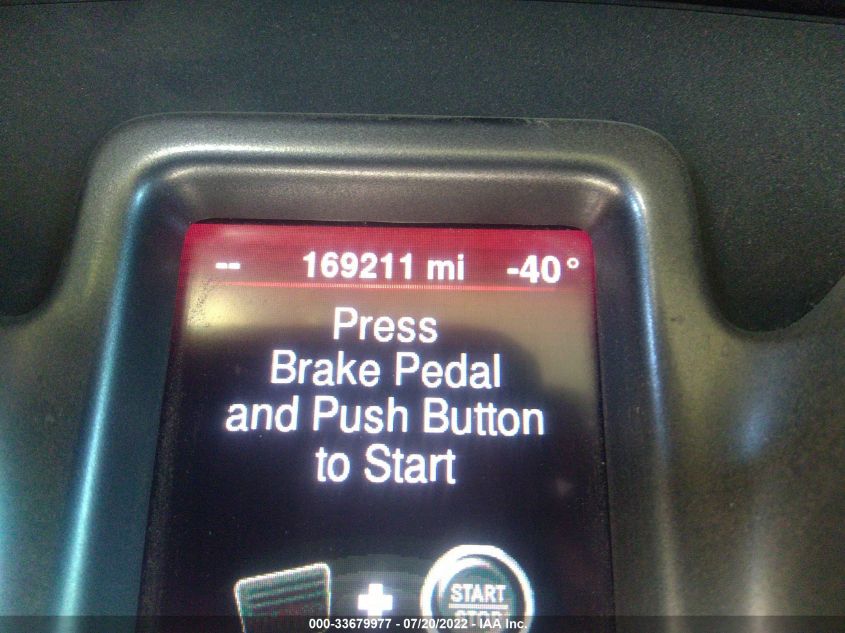 -- 169211 mi -40°
Press
Brake Pedal
and Push Button
to Start
START
STOP
000-33679977 - 07/20/2022 - IAA Inc.